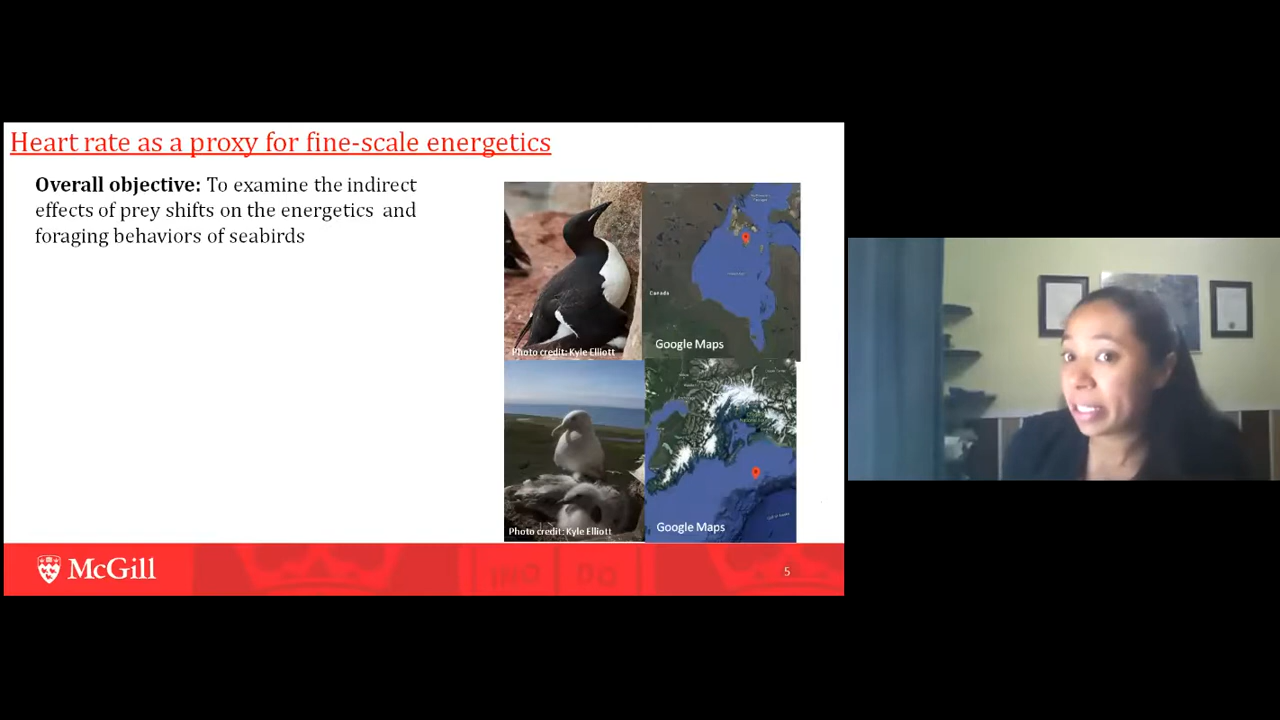 Heart rate as a proxy for fine-scale energetics
Overall objective: To examine the indirect
effects of prey shifts on the energetics and
foraging behaviors of seabirds
Photo credit: Kyle Elliott
Canada
Google Maps
Photo credit: Kyle Elliott
Google Maps
McGill
5